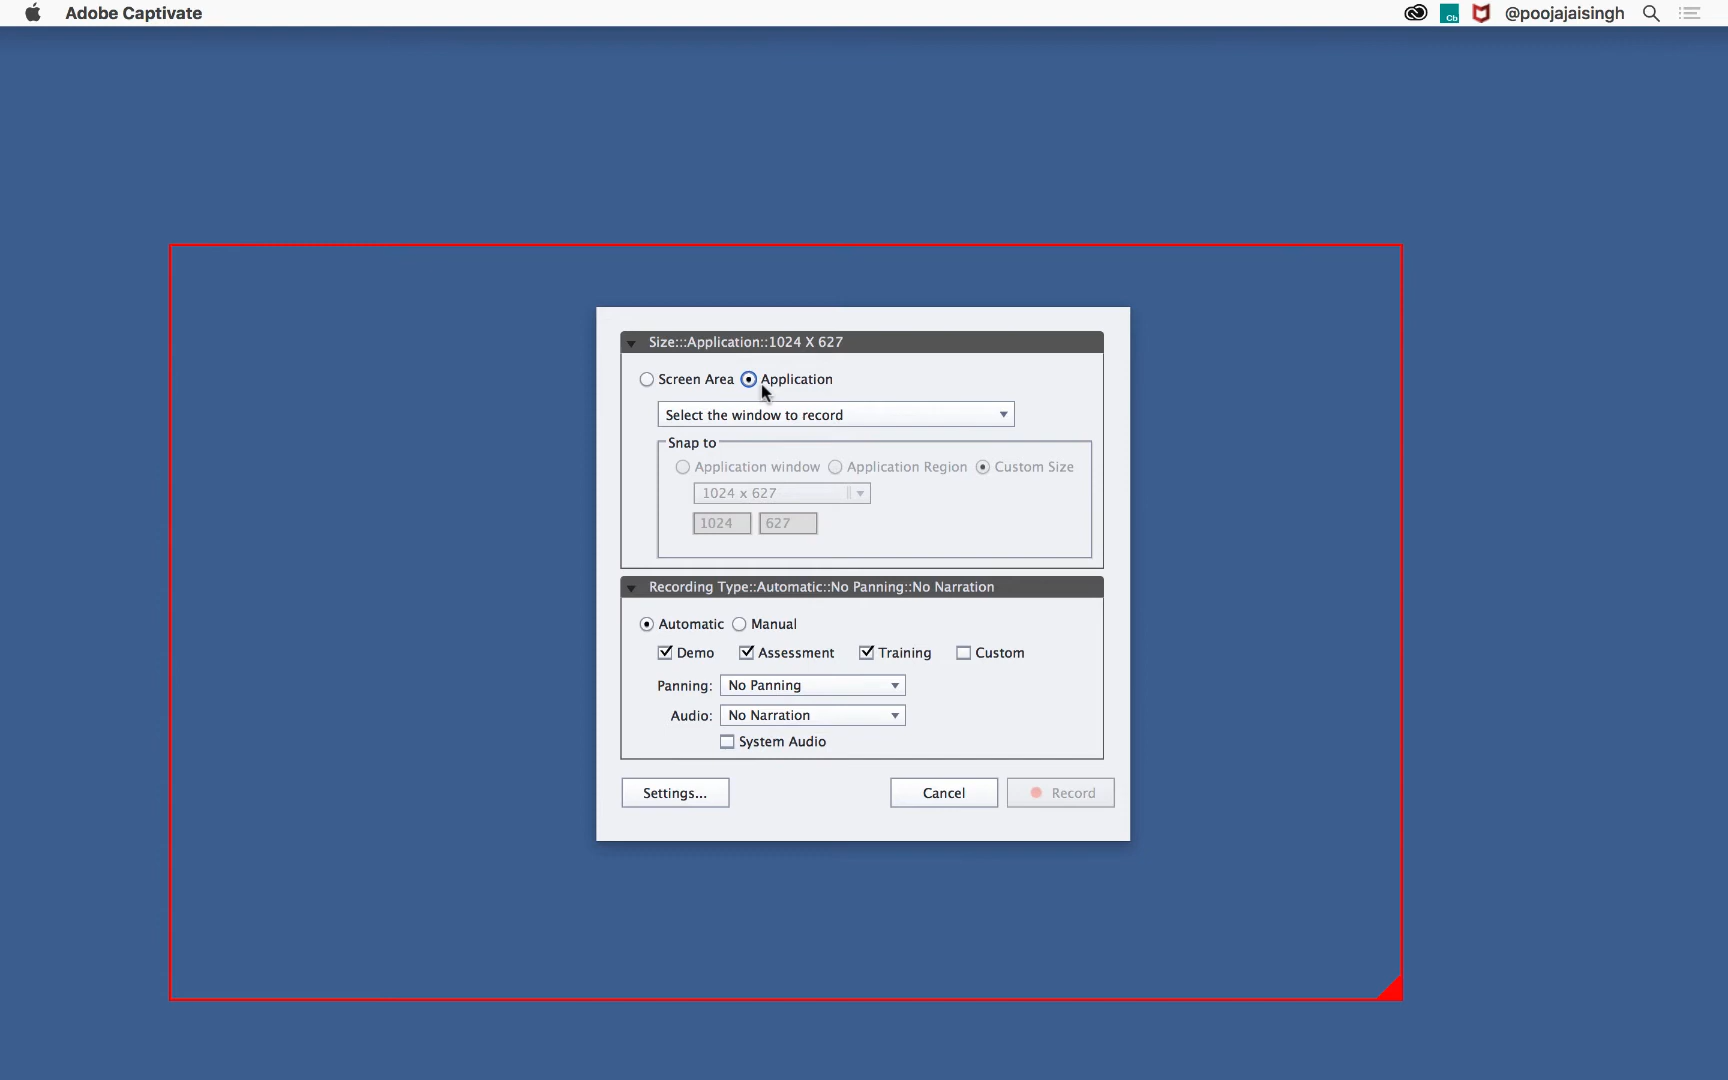 Adobe Captivate
Cb
@poojajaisingh
Size:::Application::1024 X 627
Screen Area Application
Select the window to record
Snap to
Application window Application Region Custom Size
1024 x 627
1024 627
Recording Type::Automatic::No Panning::No Narration
Automatic Manual
Demo Assessment Training Custom
Panning: No Panning
Audio: No Narration
System Audio
Settings... Cancel Record